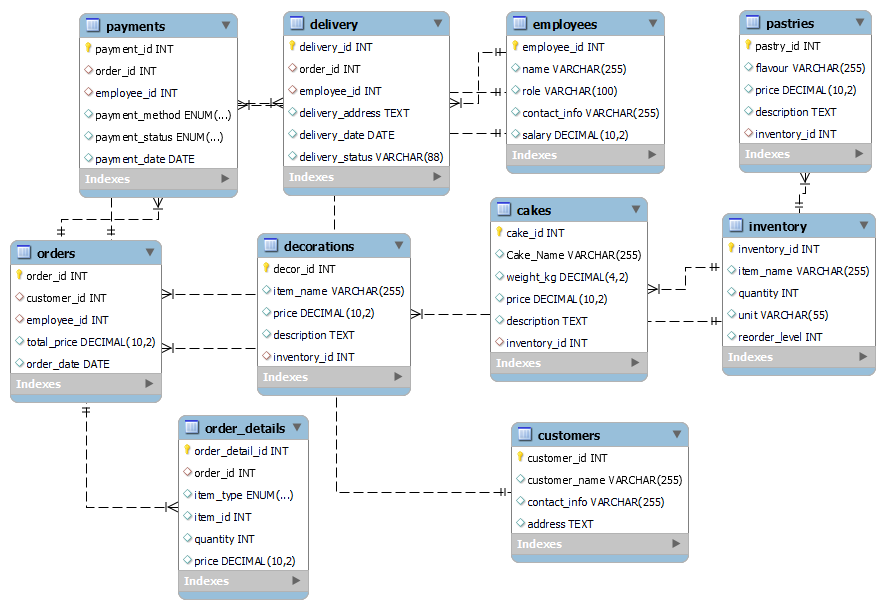 payments
payment_id INT
order_id INT
employee_id INT
payment_method ENUM(...)
payment_status ENUM(...)
payment_date DATE
Indexes
delivery
delivery_id INT
order_id INT
employee_id INT
delivery_address TEXT
delivery_date DATE
delivery_status VARCHAR(88)
Indexes
employees
employee_id INT
name VARCHAR(255)
role VARCHAR(100)
contact_info VARCHAR(255)
salary DECIMAL(10,2)
Indexes
pastries
pastry_id INT
flavour VARCHAR(255)
price DECIMAL(10,2)
description TEXT
inventory_id INT
Indexes
orders
order_id INT
customer_id INT
employee_id INT
total_price DECIMAL(10,2)
order_date DATE
Indexes
decorations
decor_id INT
item_name VARCHAR(255)
price DECIMAL(10,2)
description TEXT
inventory_id INT
Indexes
cakes
cake_id INT
Cake_Name VARCHAR(255)
weight_kg DECIMAL(4,2)
price DECIMAL(10,2)
description TEXT
inventory_id INT
Indexes
inventory
inventory_id INT
item_name VARCHAR(255)
quantity INT
unit VARCHAR(55)
reorder_level INT
Indexes
order_details
order_detail_id INT
order_id INT
item_type ENUM(...)
item_id INT
quantity INT
price DECIMAL(10,2)
Indexes
customers
customer_id INT
customer_name VARCHAR(255)
contact_info VARCHAR(255)
address TEXT
Indexes